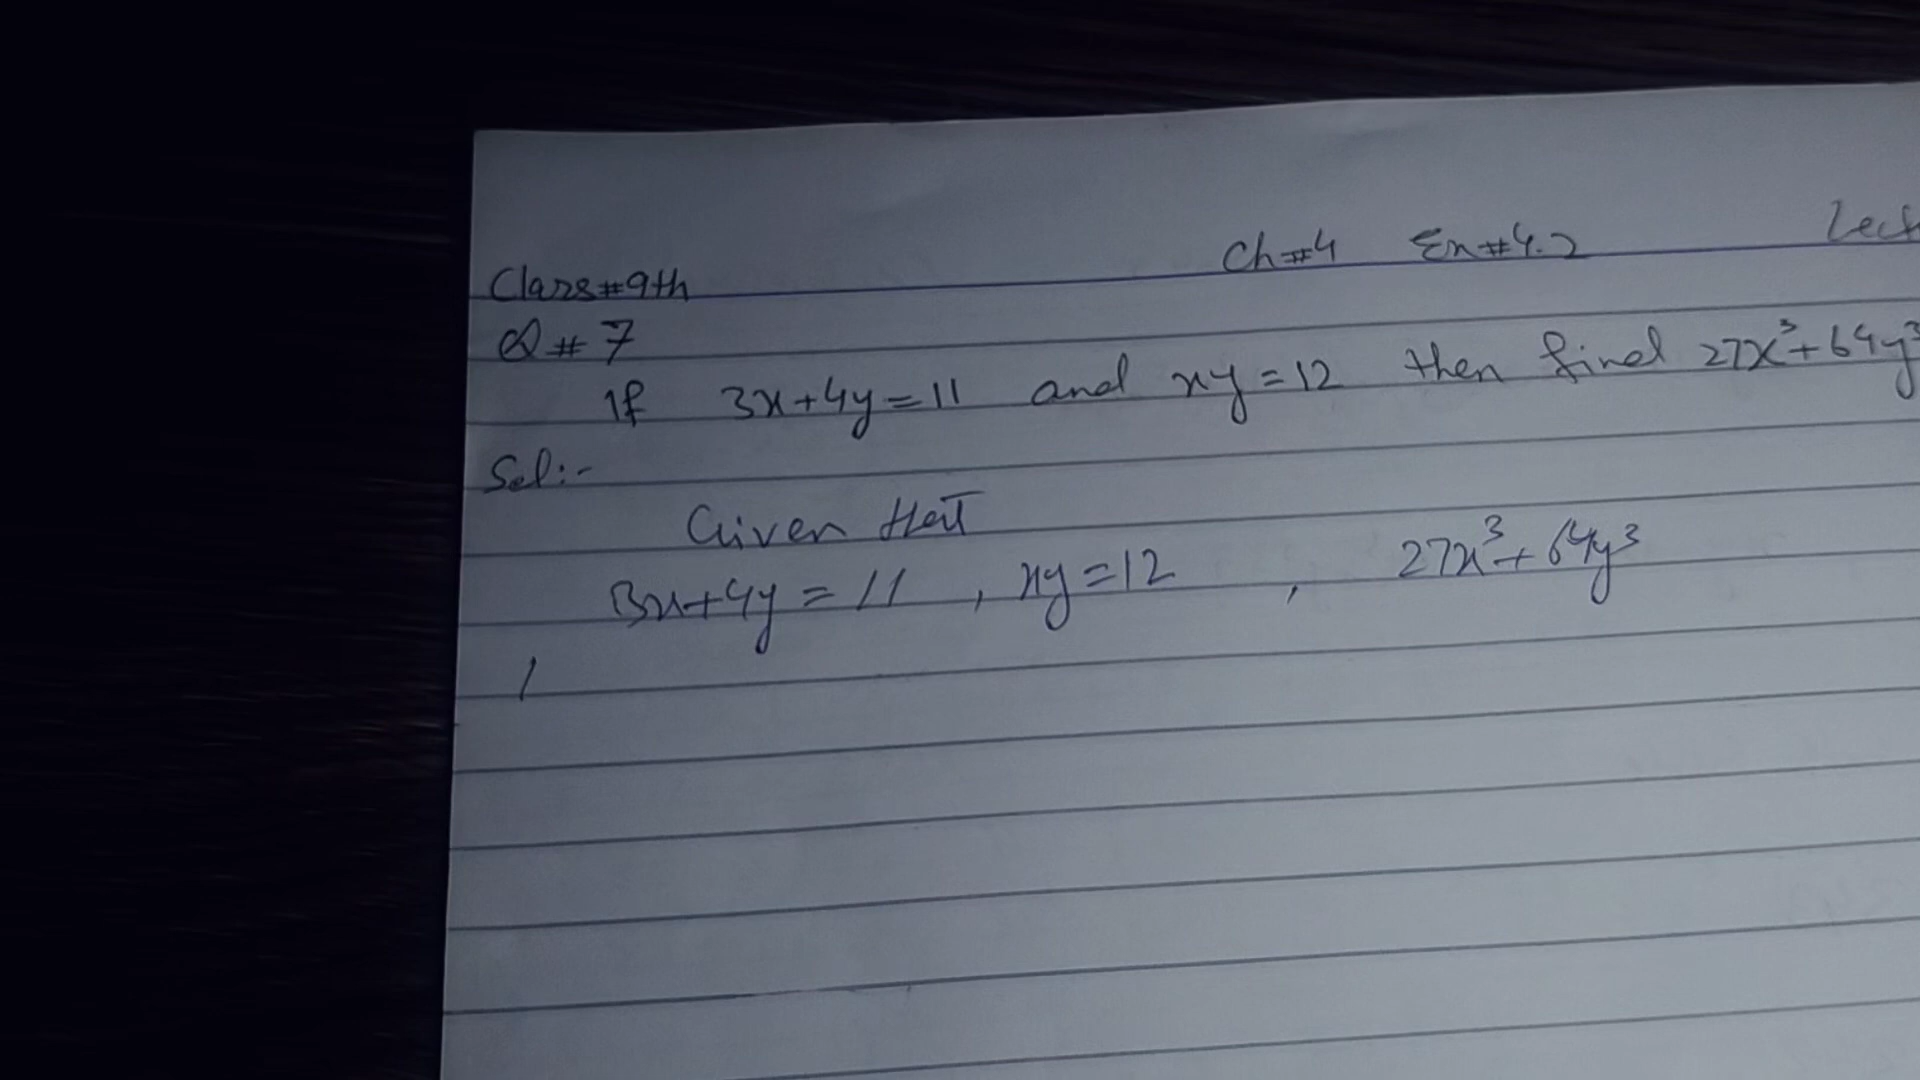 Ch#4 Ex#4.2 Lect
Class#9th
Q#7
If 3x+4y=11 and xy=12 then find 27x³+64y³
Sol:-
Given that
3x+4y=11 , xy=12 , 27x³+64y³